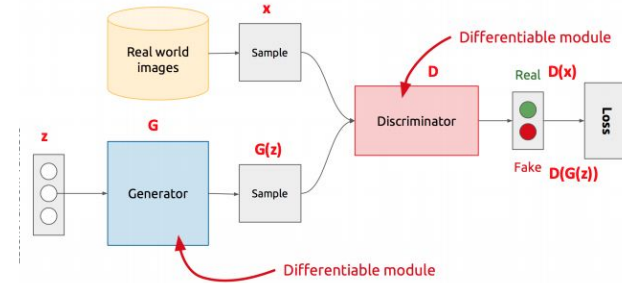 x
Real world
images
Sample
Differentiable module
D
Discriminator
Real
D(x)
Loss
Fake
D(G(z))
z
G
Generator
G(z)
Sample
Differentiable module